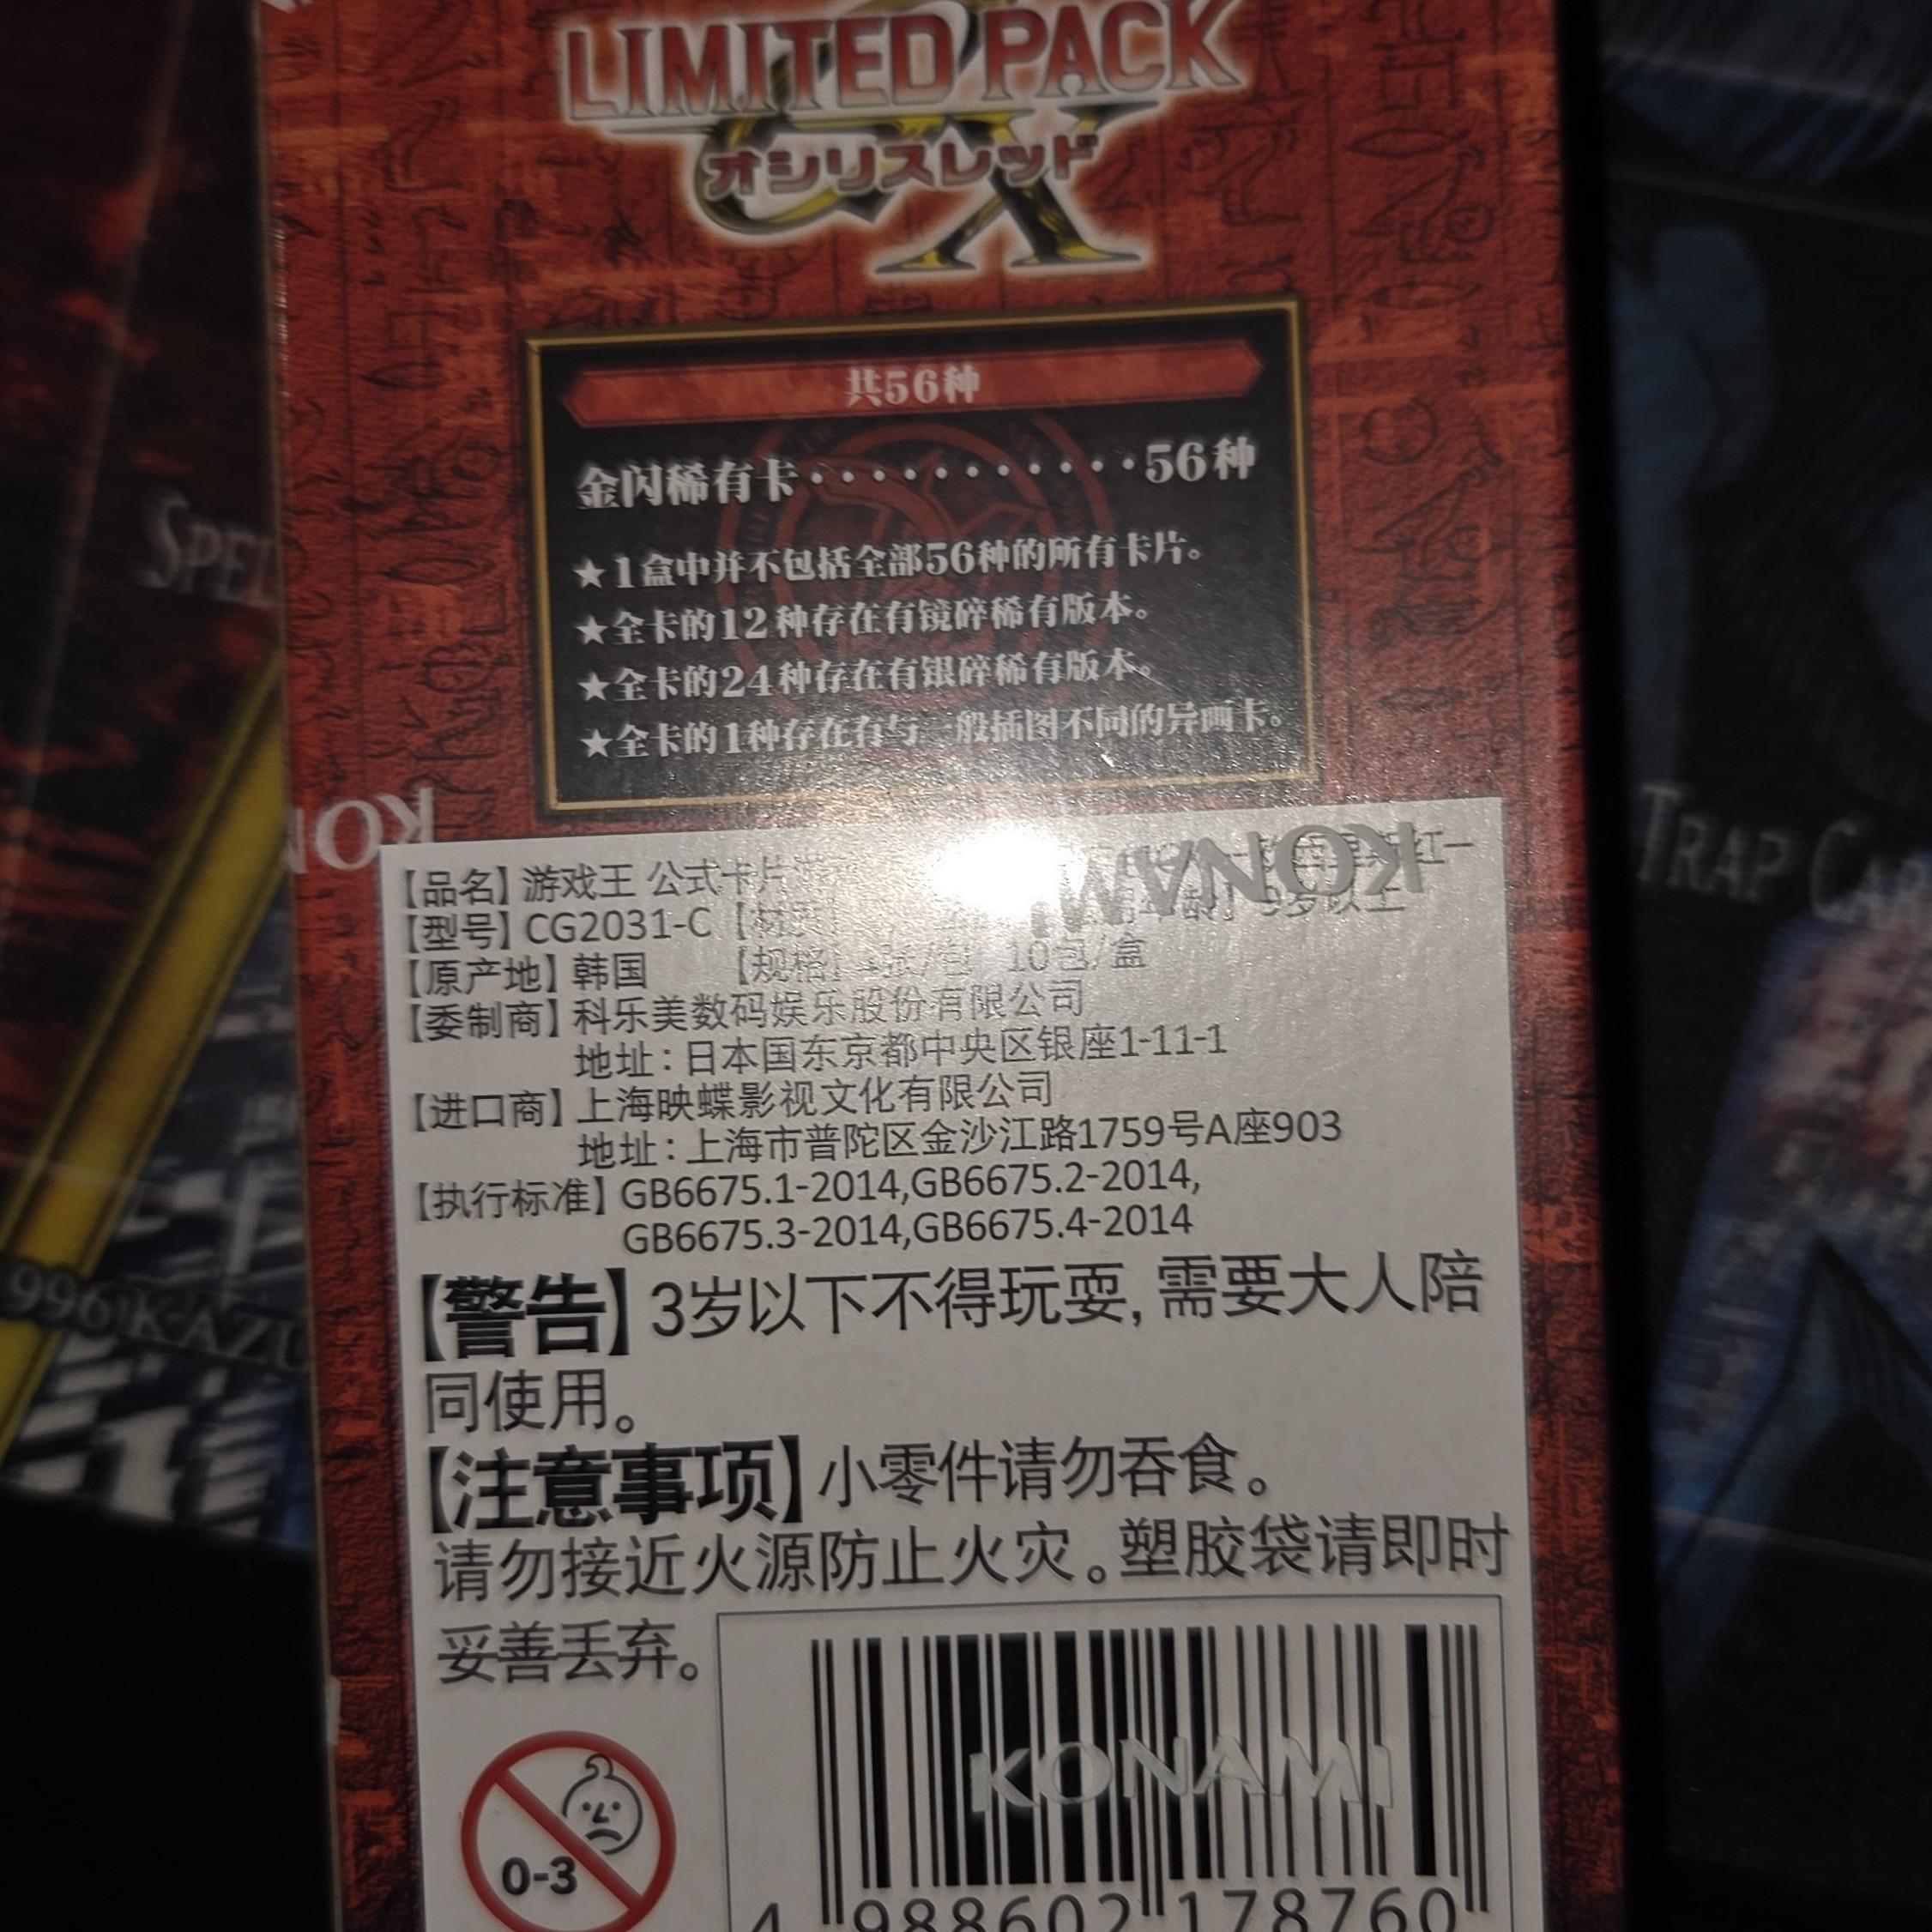 LIMITED PACK
GX
オシリスレッド
共56种
金闪稀有卡············56种
★1盒中并不包括全部56种的所有卡片。
★全卡的12种存在有镜碎稀有版本。
★全卡的24种存在有银碎稀有版本。
★全卡的1种存在有与一般插图不同的异画卡。
KONAMI
【品名】游戏王 公式卡片
【型号】CG2031-C【材质】 3岁以上
【原产地】韩国 【规格】 10包/盒
【委制商】科乐美数码娱乐股份有限公司
地址:日本国东京都中央区银座1-11-1
【进口商】上海映蝶影视文化有限公司
地址:上海市普陀区金沙江路1759号A座903
【执行标准】GB6675.1-2014,GB6675.2-2014,
GB6675.3-2014,GB6675.4-2014
【警告】3岁以下不得玩耍,需要大人陪
同使用。
【注意事项】小零件请勿吞食。
请勿接近火源防止火灾。塑胶袋请即时
妥善丢弃。
KONAMI
0-3
4 988602 178760
SPEL
996 KAZU
TRAP CAR